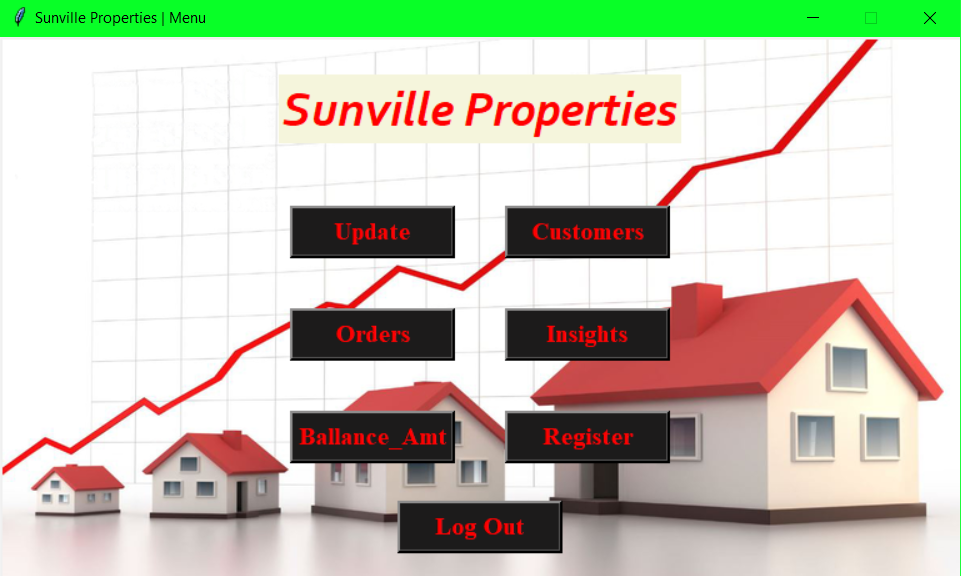 Sunville Properties | Menu
Sunville Properties
Update
Customers
Orders
Insights
Ballance_Amt
Register
Log Out